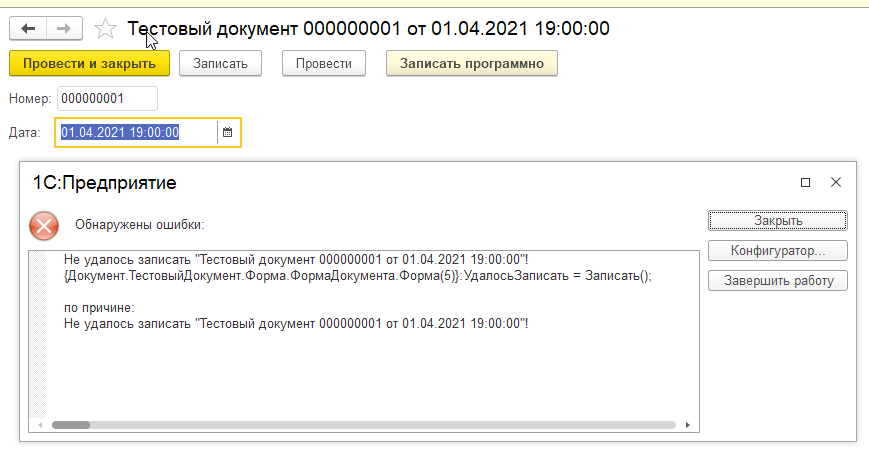 Тестовый документ 000000001 от 01.04.2021 19:00:00
Провести и закрыть Записать Провести Записать программно
Номер: 000000001
Дата: 01.04.2021 19:00:00
1С:Предприятие
Обнаружены ошибки:
Закрыть
Конфигуратор...
Завершить работу
Не удалось записать "Тестовый документ 000000001 от 01.04.2021 19:00:00"!
{Документ.ТестовыйДокумент.Форма.ФормаДокумента.Форма(5)}:УдалосьЗаписать = Записать();
по причине:
Не удалось записать "Тестовый документ 000000001 от 01.04.2021 19:00:00"!